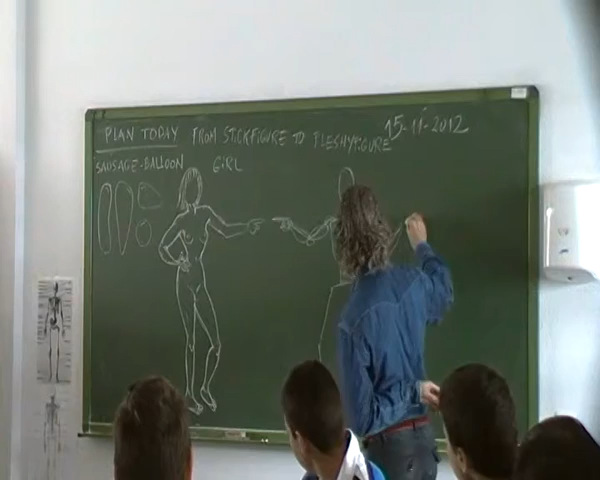 PLAN TODAY FROM STICKFIGURE TO FLESHYFIGURE 15-11-2012
SAUSAGE-BALLOON GIRL